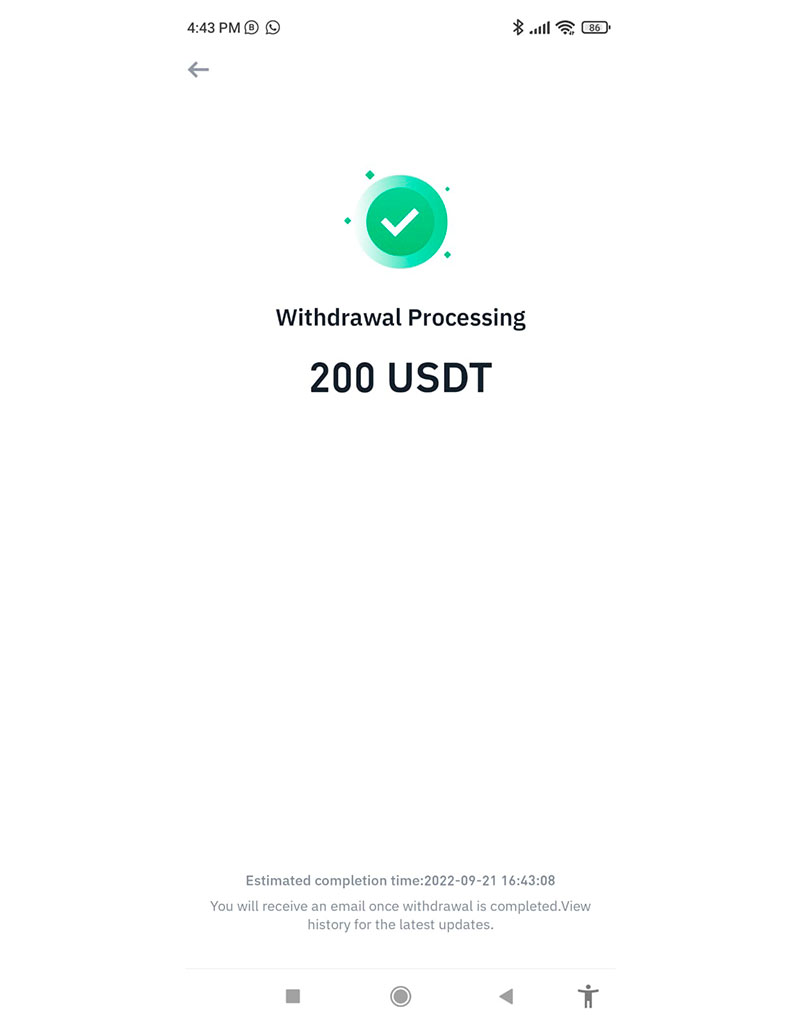 4:43 PM
86
Withdrawal Processing
200 USDT
Estimated completion time:2022-09-21 16:43:08
You will receive an email once withdrawal is completed.View
history for the latest updates.